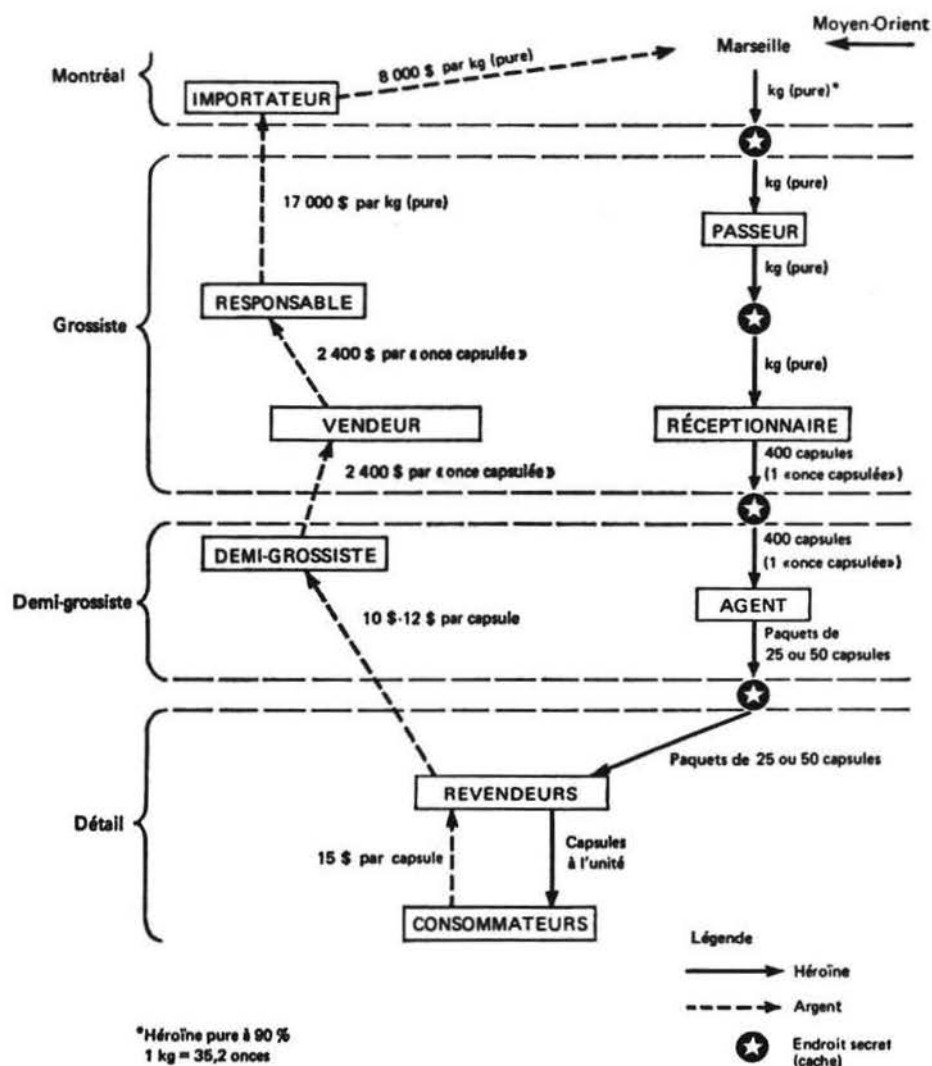 Moyen-Orient
Marseille
Montréal
8 000 $ par kg (pure)
IMPORTATEUR
kg (pure)*
kg (pure)
17 000 $ par kg (pure)
PASSEUR
kg (pure)
RESPONSABLE
Grossiste
2 400 $ par «once capsulée»
kg (pure)
VENDEUR
RÉCEPTIONNAIRE
2 400 $ par «once capsulée»
400 capsules
(1 «once capsulée»)
400 capsules
(1 «once capsulée»)
DEMI-GROSSISTE
Demi-grossiste
10 $-12 $ par capsule
AGENT
Paquets de
25 ou 50 capsules
Paquets de 25 ou 50 capsules
REVENDEURS
Détail
15 $ par capsule
Capsules
à l'unité
CONSOMMATEURS
Légende
Héroïne
Argent
Endroit secret
(cache)
*Héroïne pure à 90 %
1 kg = 35,2 onces